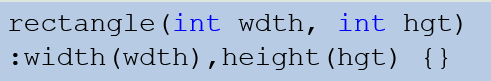 rectangle(int wdth, int hgt)
:width(wdth),height(hgt) {}